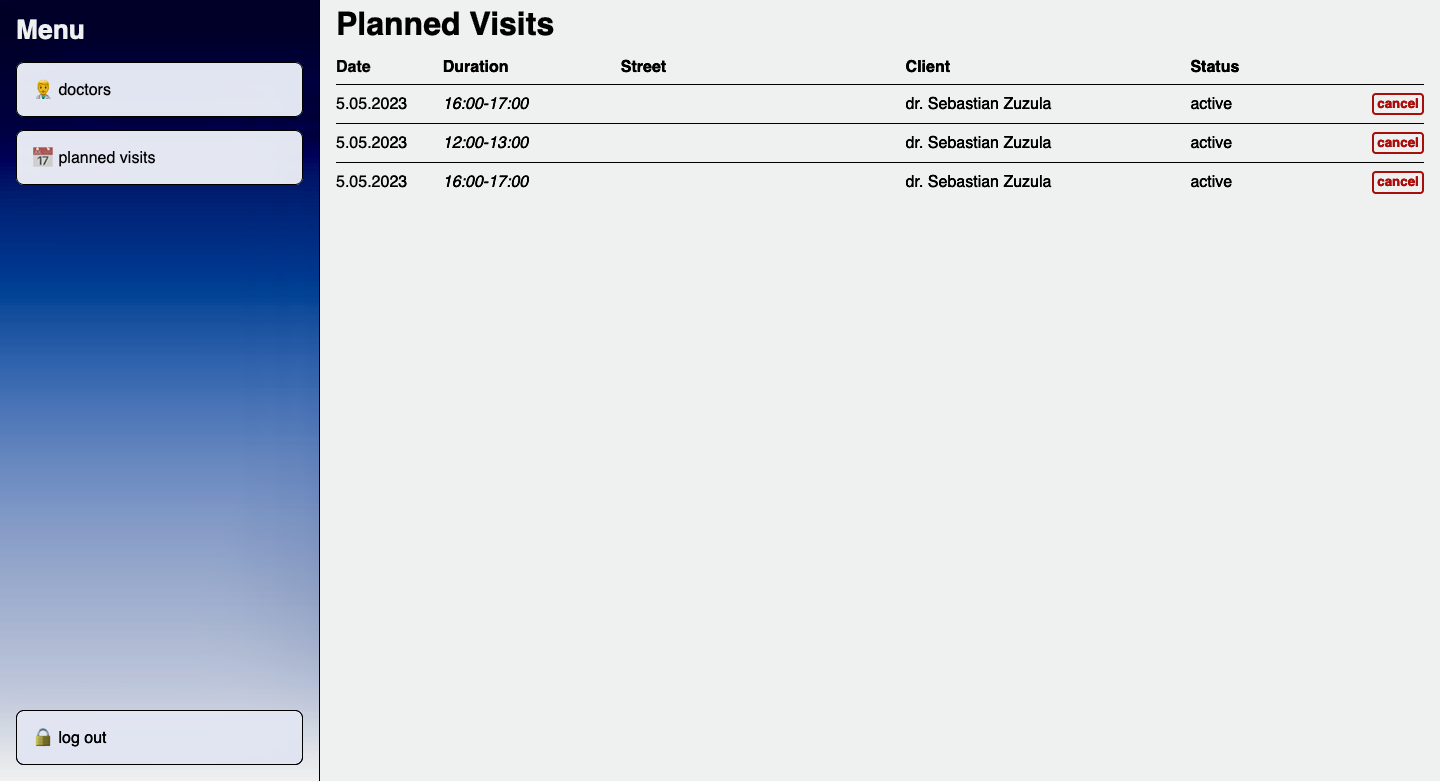 Menu
doctors
planned visits
log out
Planned Visits
Date Duration Street Client Status
5.05.2023 16:00-17:00 dr. Sebastian Zuzula active cancel
5.05.2023 12:00-13:00 dr. Sebastian Zuzula active cancel
5.05.2023 16:00-17:00 dr. Sebastian Zuzula active cancel